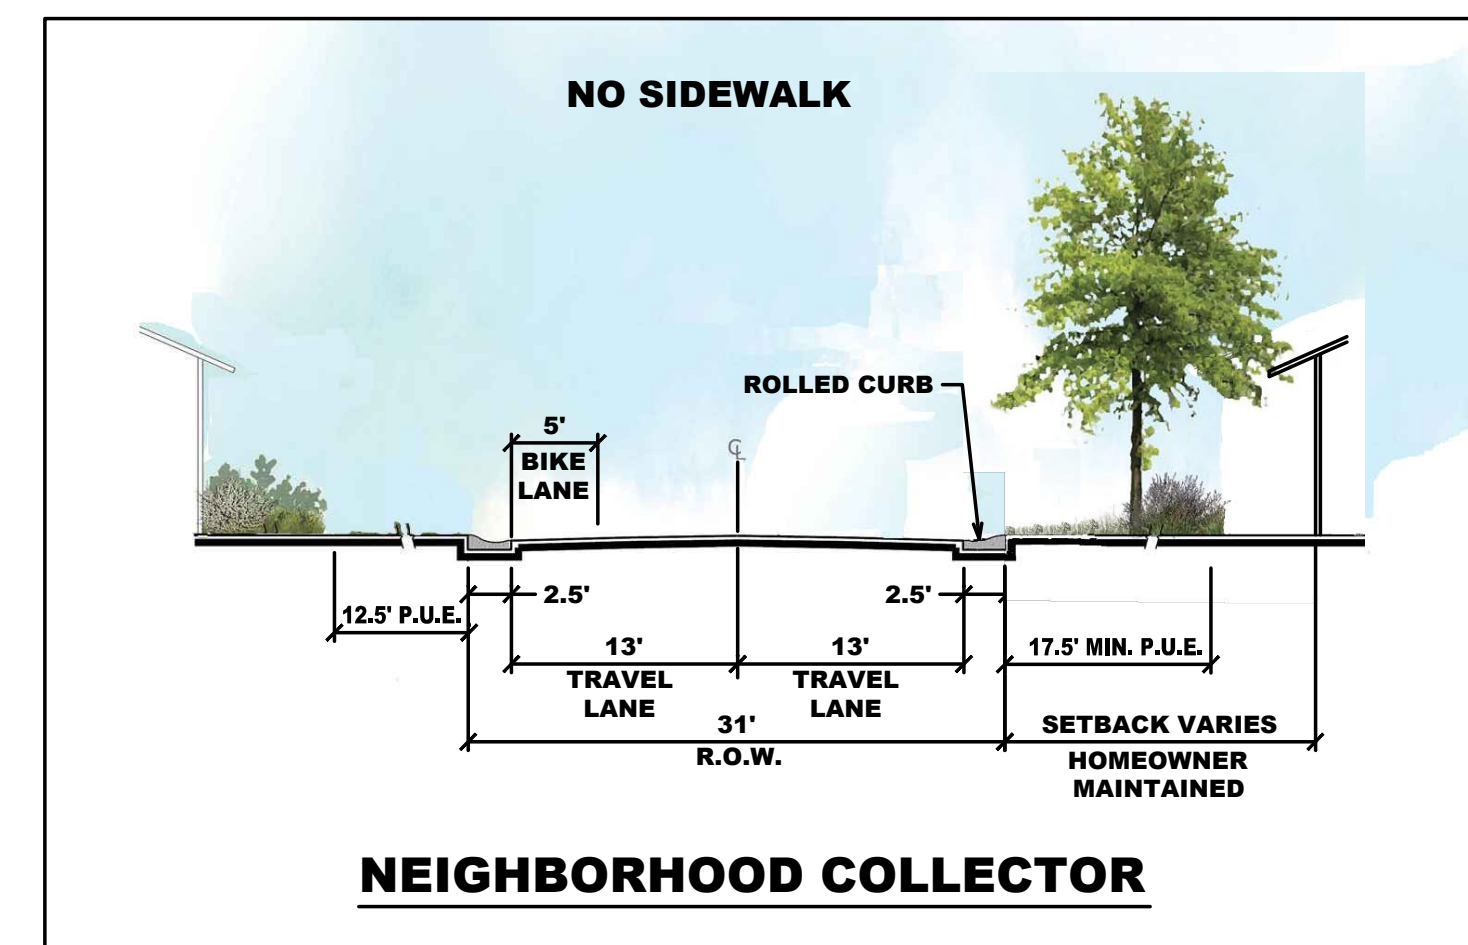 NO SIDEWALK
ROLLED CURB
5'
BIKE
LANE
CL
2.5'
2.5'
12.5' P.U.E.
13'
13'
17.5' MIN. P.U.E.
TRAVEL
LANE
TRAVEL
LANE
31'
R.O.W.
SETBACK VARIES
HOMEOWNER
MAINTAINED
NEIGHBORHOOD COLLECTOR